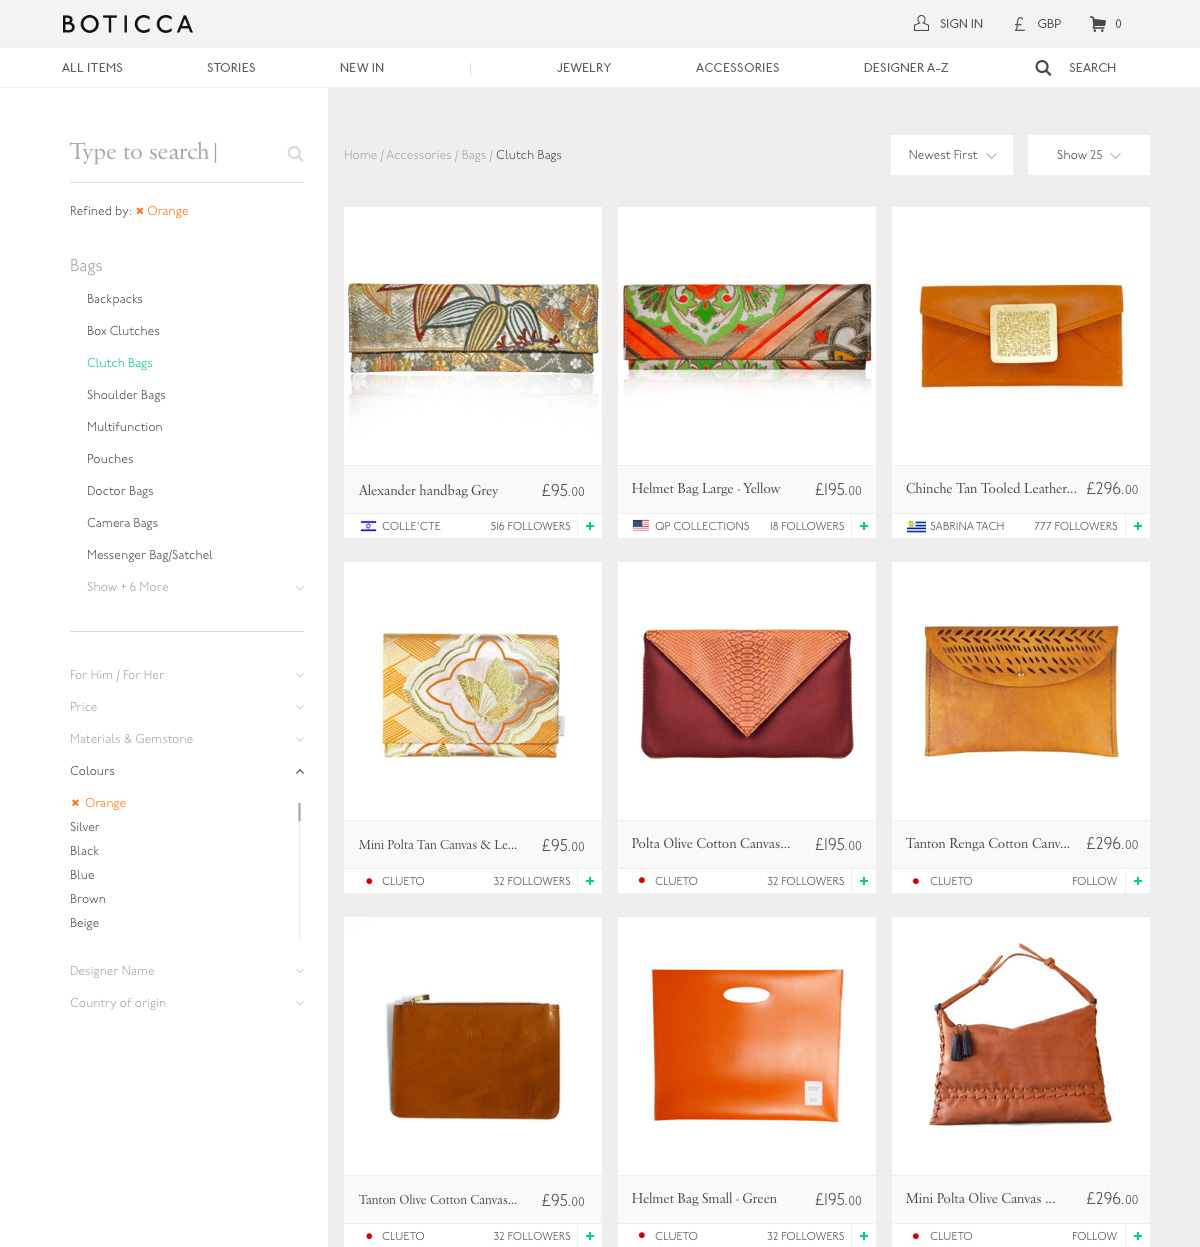 BOTICCA
SIGN IN
£ GBP
0
ALL ITEMS
STORIES
NEW IN
|
JEWELRY
ACCESSORIES
DESIGNER A-Z
SEARCH
Type to search|
Refined by: ✖ Orange
Bags
Backpacks
Box Clutches
Clutch Bags
Shoulder Bags
Multifunction
Pouches
Doctor Bags
Camera Bags
Messenger Bag/Satchel
Show + 6 More
For Him / For Her
Price
Materials & Gemstone
Colours
✖ Orange
Silver
Black
Blue
Brown
Beige
Designer Name
Country of origin
Home / Accessories / Bags / Clutch Bags
Newest First
Show 25
Alexander handbag Grey £95.00
COLLE'CTE 516 FOLLOWERS +
Helmet Bag Large - Yellow £195.00
QP COLLECTIONS 18 FOLLOWERS +
Chinche Tan Tooled Leather... £296.00
SABRINA TACH 777 FOLLOWERS +
Mini Polta Tan Canvas & Le... £95.00
CLUETO 32 FOLLOWERS +
Polta Olive Cotton Canvas... £195.00
CLUETO 32 FOLLOWERS +
Tanton Renga Cotton Canv... £296.00
CLUETO FOLLOW +
Tanton Olive Cotton Canvas... £95.00
CLUETO 32 FOLLOWERS +
Helmet Bag Small - Green £195.00
CLUETO 32 FOLLOWERS +
Mini Polta Olive Canvas ... £296.00
CLUETO FOLLOW +